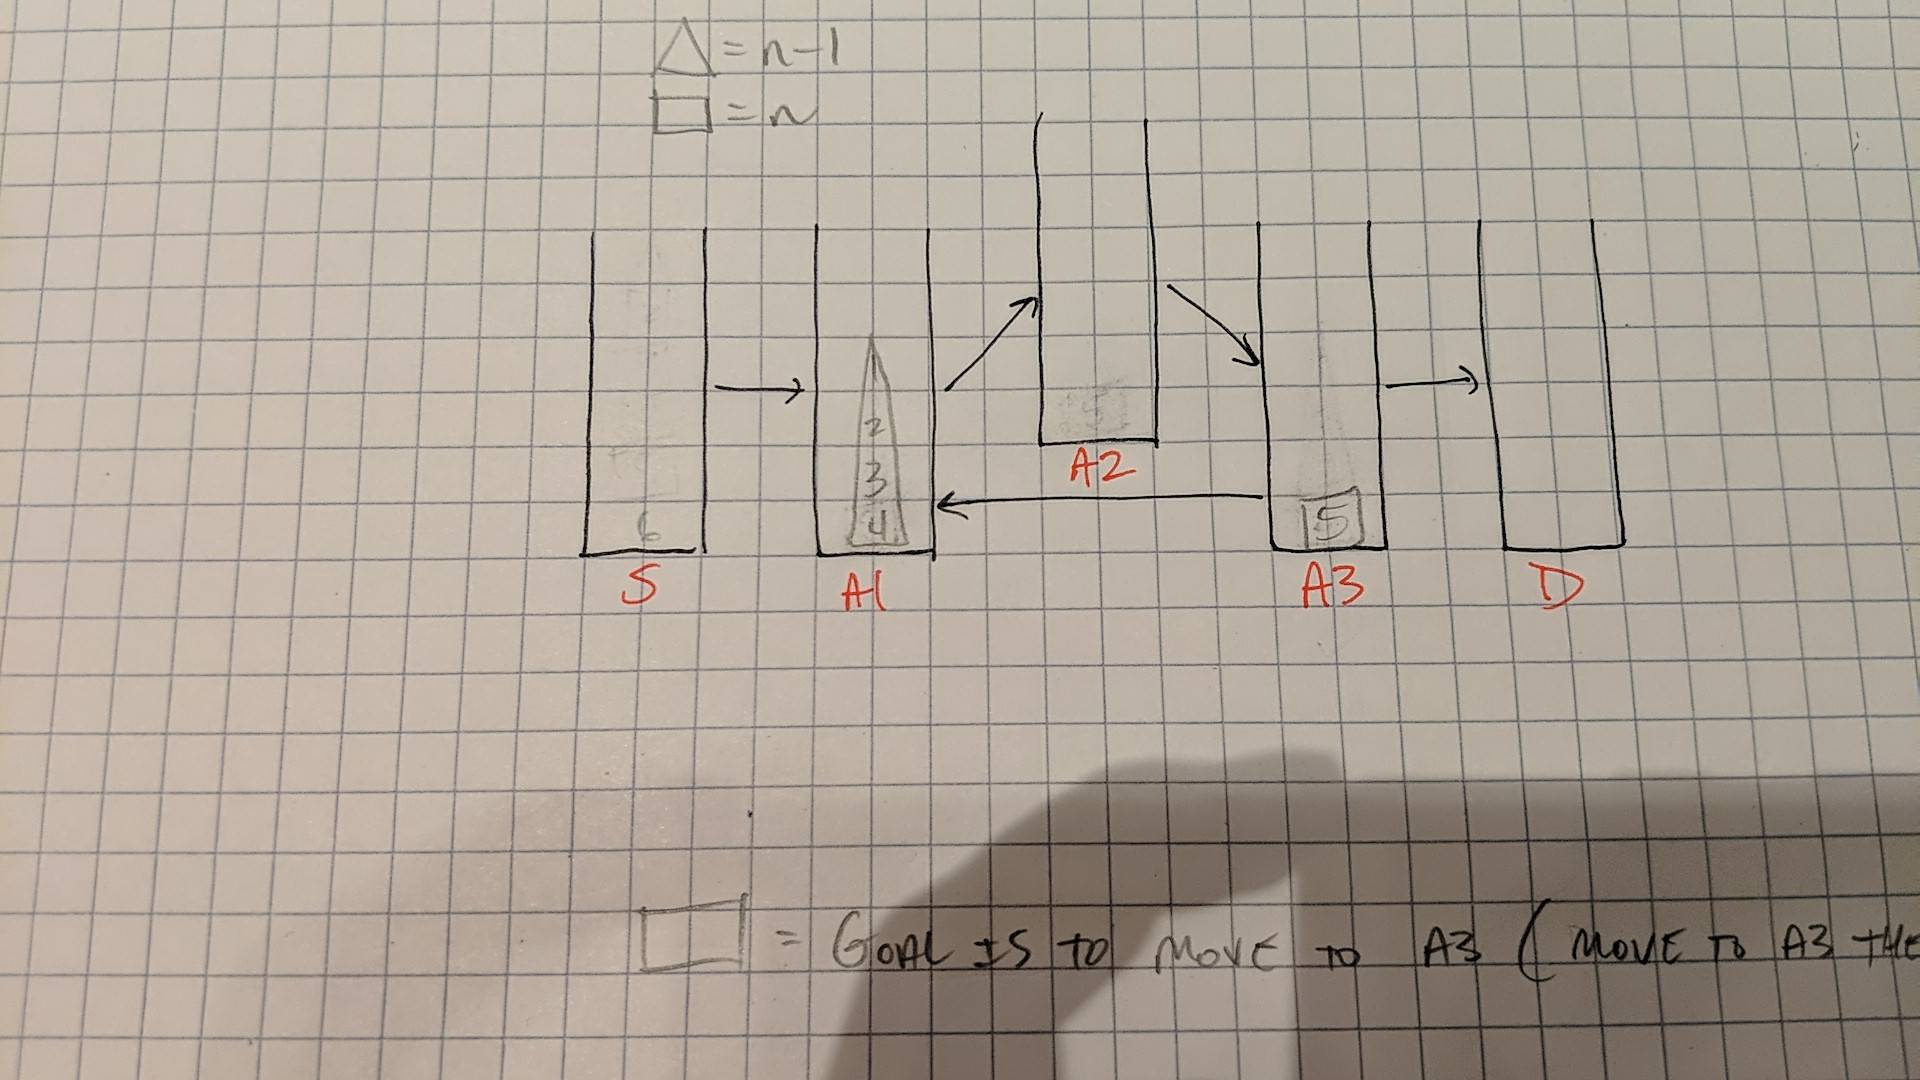 △ = n-1
□ = n
2
3
4
5
6
S
A1
A2
A3
D
□ = GOAL IS TO MOVE TO A3 ( MOVE TO A3 THE